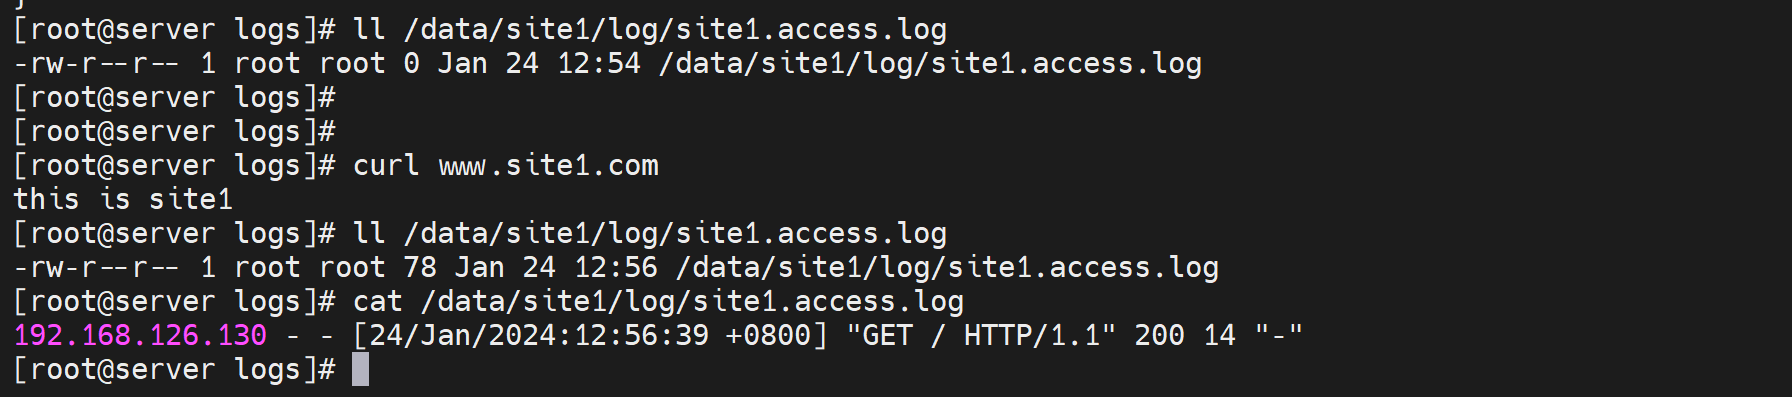 [root@server logs]# ll /data/site1/log/site1.access.log
-rw-r--r-- 1 root root 0 Jan 24 12:54 /data/site1/log/site1.access.log
[root@server logs]#
[root@server logs]#
[root@server logs]# curl www.site1.com
this is site1
[root@server logs]# ll /data/site1/log/site1.access.log
-rw-r--r-- 1 root root 78 Jan 24 12:56 /data/site1/log/site1.access.log
[root@server logs]# cat /data/site1/log/site1.access.log
192.168.126.130 - - [24/Jan/2024:12:56:39 +0800] "GET / HTTP/1.1" 200 14 "-"
[root@server logs]#